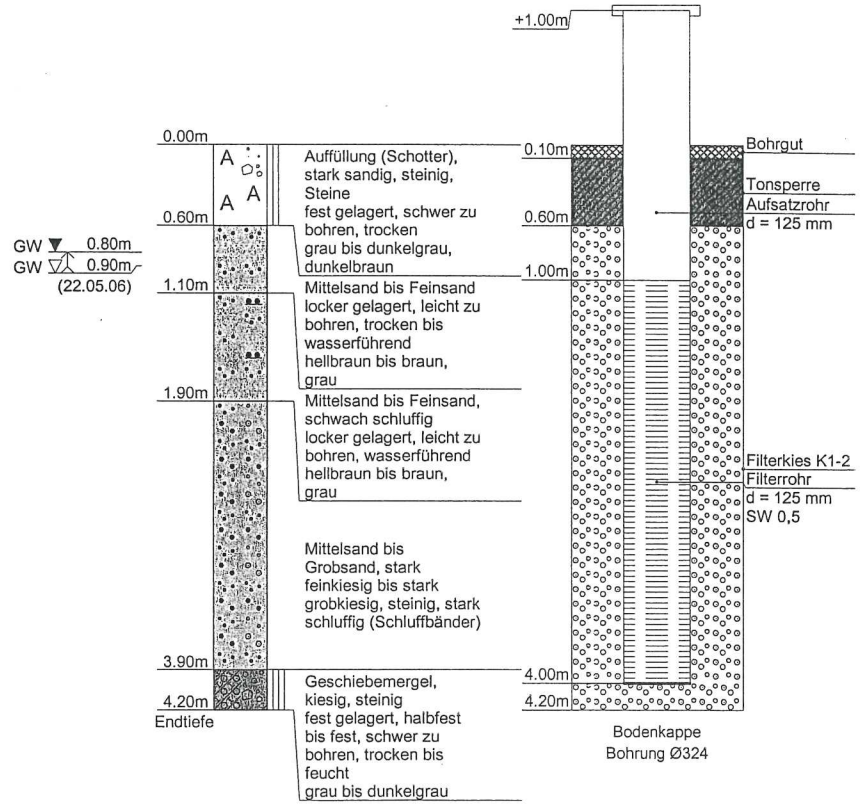 +1.00m
0.00m
A
A
A
Auffüllung (Schotter),
stark sandig, steinig,
Steine
fest gelagert, schwer zu
bohren, trocken
grau bis dunkelgrau,
dunkelbraun
0.60m
GW 0.80m
GW 0.90m
(22.05.06)
1.10m
Mittelsand bis Feinsand
locker gelagert, leicht zu
bohren, trocken bis
wasserführend
hellbraun bis braun,
grau
1.90m
Mittelsand bis Feinsand,
schwach schluffig
locker gelagert, leicht zu
bohren, wasserführend
hellbraun bis braun,
grau
Mittelsand bis
Grobsand, stark
feinkiesig bis stark
grobkiesig, steinig, stark
schluffig (Schluffbänder)
3.90m
4.20m
Endtiefe
Geschiebemergel,
kiesig, steinig
fest gelagert, halbfest
bis fest, schwer zu
bohren, trocken bis
feucht
grau bis dunkelgrau
0.10m
0.60m
1.00m
4.00m
4.20m
Bohrgut
Tonsperre
Aufsatzrohr
d = 125 mm
Filterkies K1-2
Filterrohr
d = 125 mm
SW 0,5
Bodenkappe
Bohrung Ø324